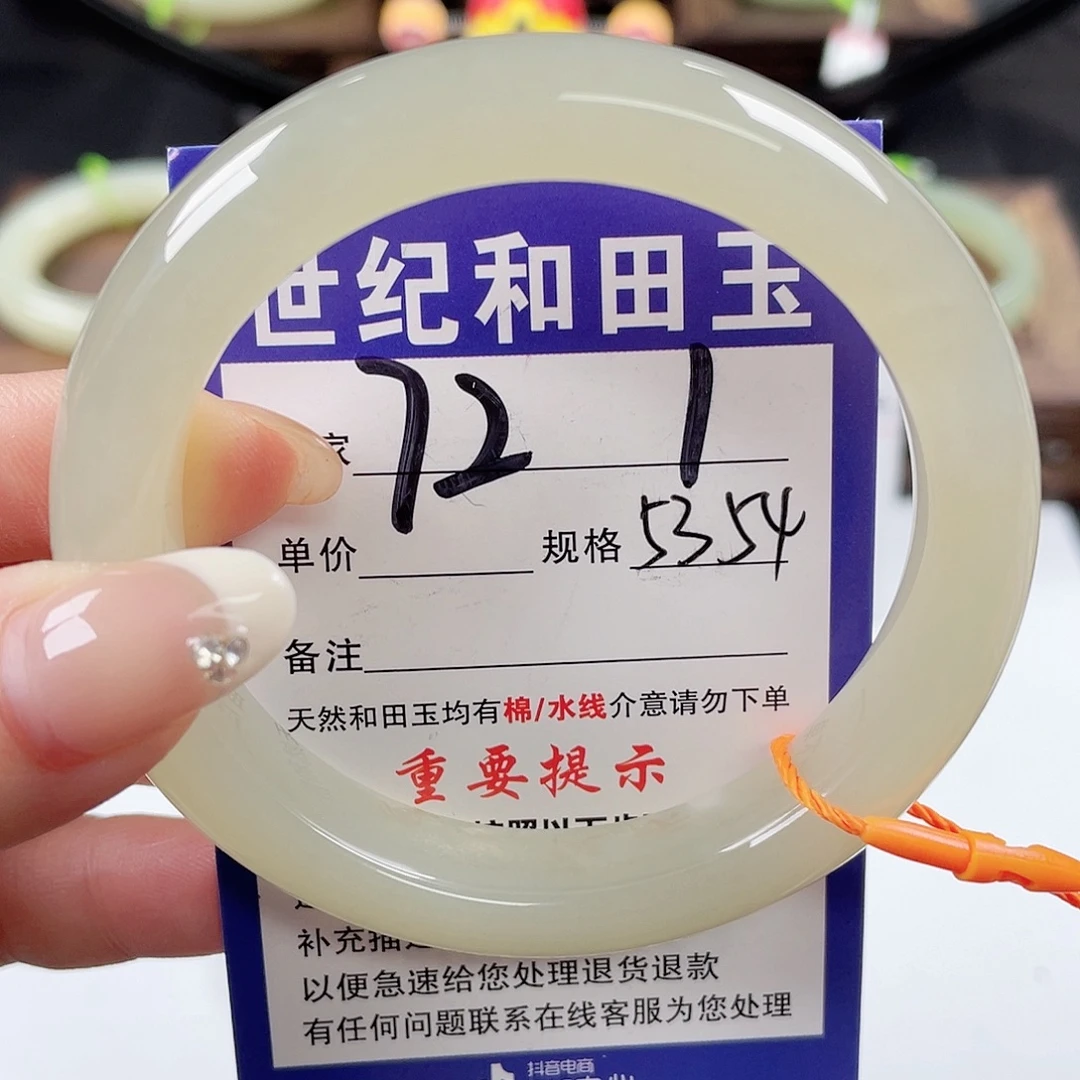 世纪和田玉
家 72 1
单价 规格 53 54
备注
天然和田玉均有棉/水线介意请勿下单
重要提示
补充描
以便急速给您处理退货退款
有任何问题联系在线客服为您处理
抖音电商